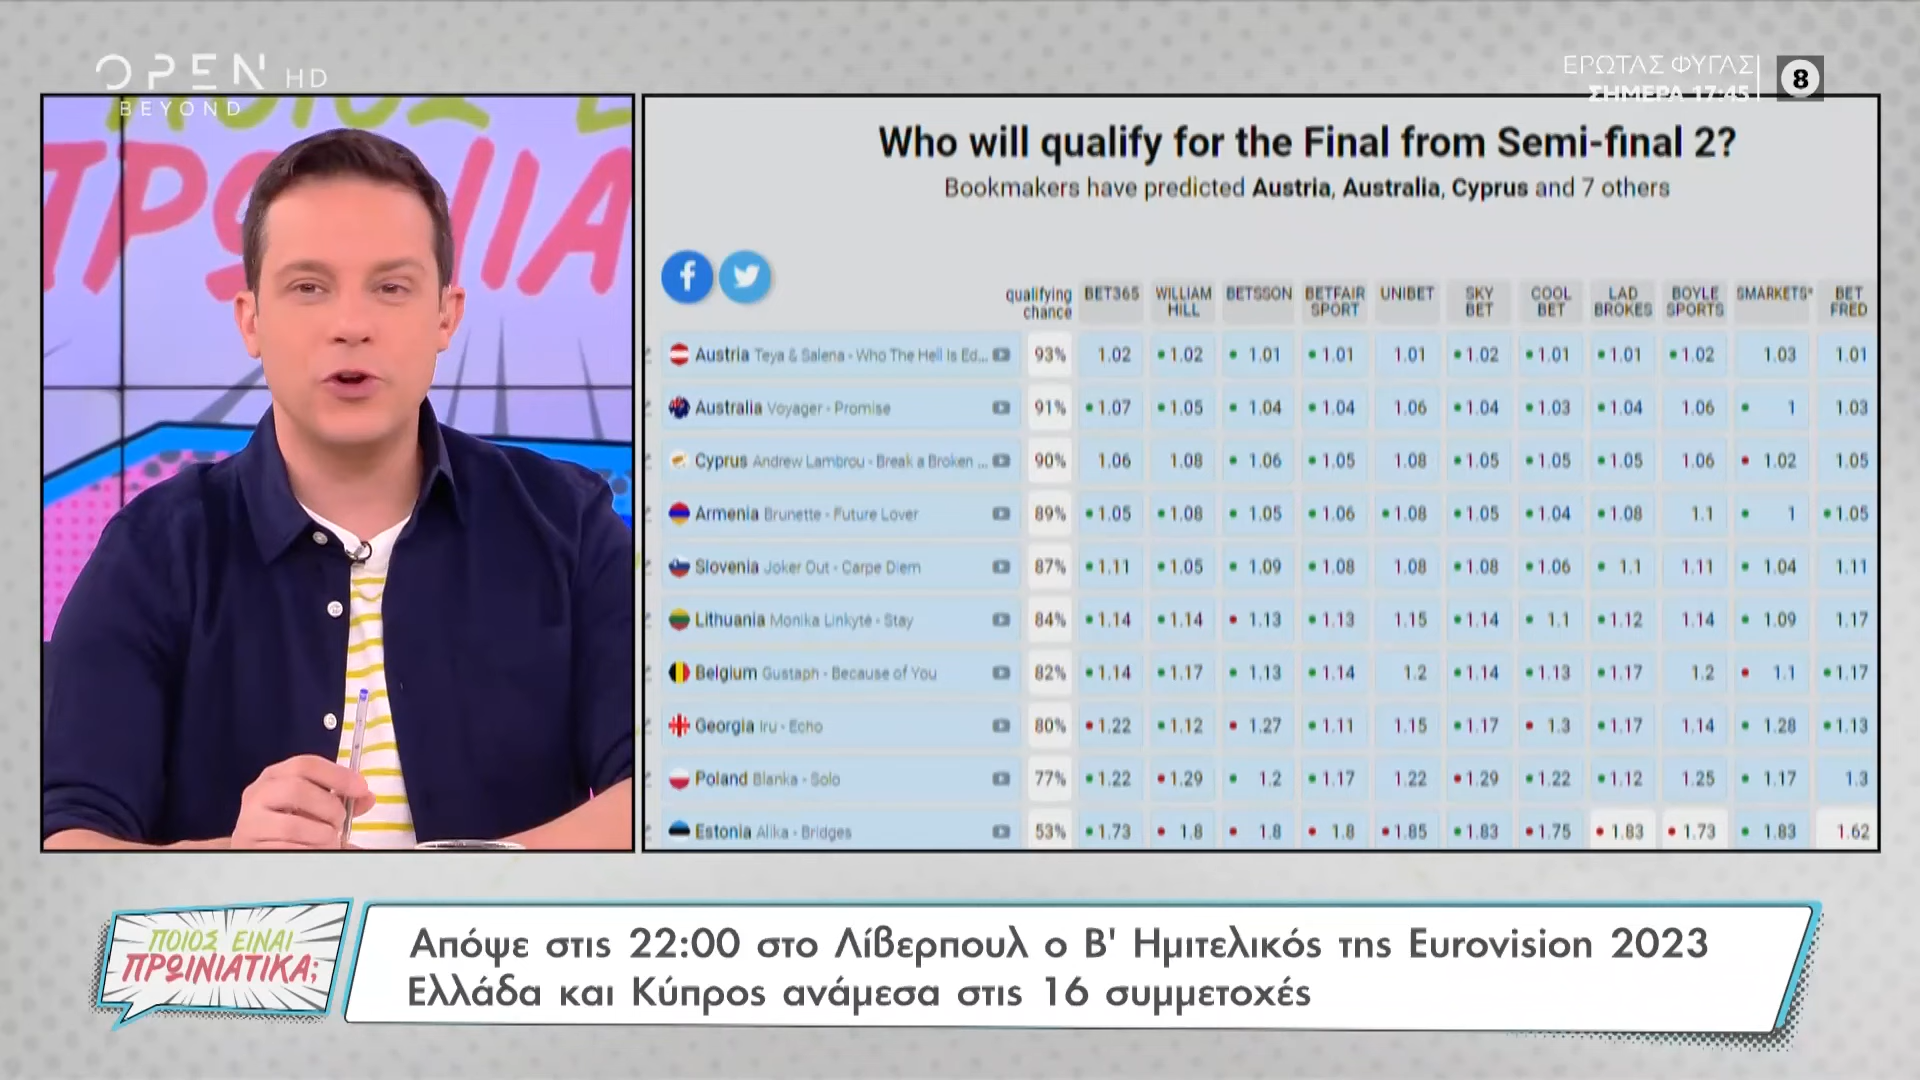 OPEN HD
BEYOND
ΕΡΩΤΑΣ ΦΥΓΑΣ
ΣΗΜΕΡΑ 17:45
8
ΠΟΙΟΣ Ε
ΠΡΩΙΝΙΑ
Who will qualify for the Final from Semi-final 2?
Bookmakers have predicted Austria, Australia, Cyprus and 7 others
qualifying chance BET365 WILLIAM HILL BETSSON BETFAIR SPORT UNIBET SKY BET COOL BET LAD BROKES BOYLE SPORTS SMARKETS* BET FRED
Austria Teya & Salena - Who The Hell Is Ed... 93% 1.02 1.02 1.01 1.01 1.01 1.02 1.01 1.01 1.02 1.03 1.01
Australia Voyager - Promise 91% 1.07 1.05 1.04 1.04 1.06 1.04 1.03 1.04 1.06 1 1.03
Cyprus Andrew Lambrou - Break a Broken ... 90% 1.06 1.08 1.06 1.05 1.08 1.05 1.05 1.05 1.06 1.02 1.05
Armenia Brunette - Future Lover 89% 1.05 1.08 1.05 1.06 1.08 1.05 1.04 1.08 1.1 1 1.05
Slovenia Joker Out - Carpe Diem 87% 1.11 1.05 1.09 1.08 1.08 1.08 1.06 1.1 1.11 1.04 1.11
Lithuania Monika Linkytė - Stay 84% 1.14 1.14 1.13 1.13 1.15 1.14 1.1 1.12 1.14 1.09 1.17
Belgium Gustaph - Because of You 82% 1.14 1.17 1.13 1.14 1.2 1.14 1.13 1.17 1.2 1.1 1.17
Georgia Iru - Echo 80% 1.22 1.12 1.27 1.11 1.15 1.17 1.3 1.17 1.14 1.28 1.13
Poland Blanka - Solo 77% 1.22 1.29 1.2 1.17 1.22 1.29 1.22 1.12 1.25 1.17 1.3
Estonia Alika - Bridges 53% 1.73 1.8 1.8 1.8 1.85 1.83 1.75 1.83 1.73 1.83 1.62
ΠΟΙΟΣ ΕΙΝΑΙ
ΠΡΩΙΝΙΑΤΙΚΑ;
Απόψε στις 22:00 στο Λίβερπουλ ο Β' Ημιτελικός της Eurovision 2023
Ελλάδα και Κύπρος ανάμεσα στις 16 συμμετοχές